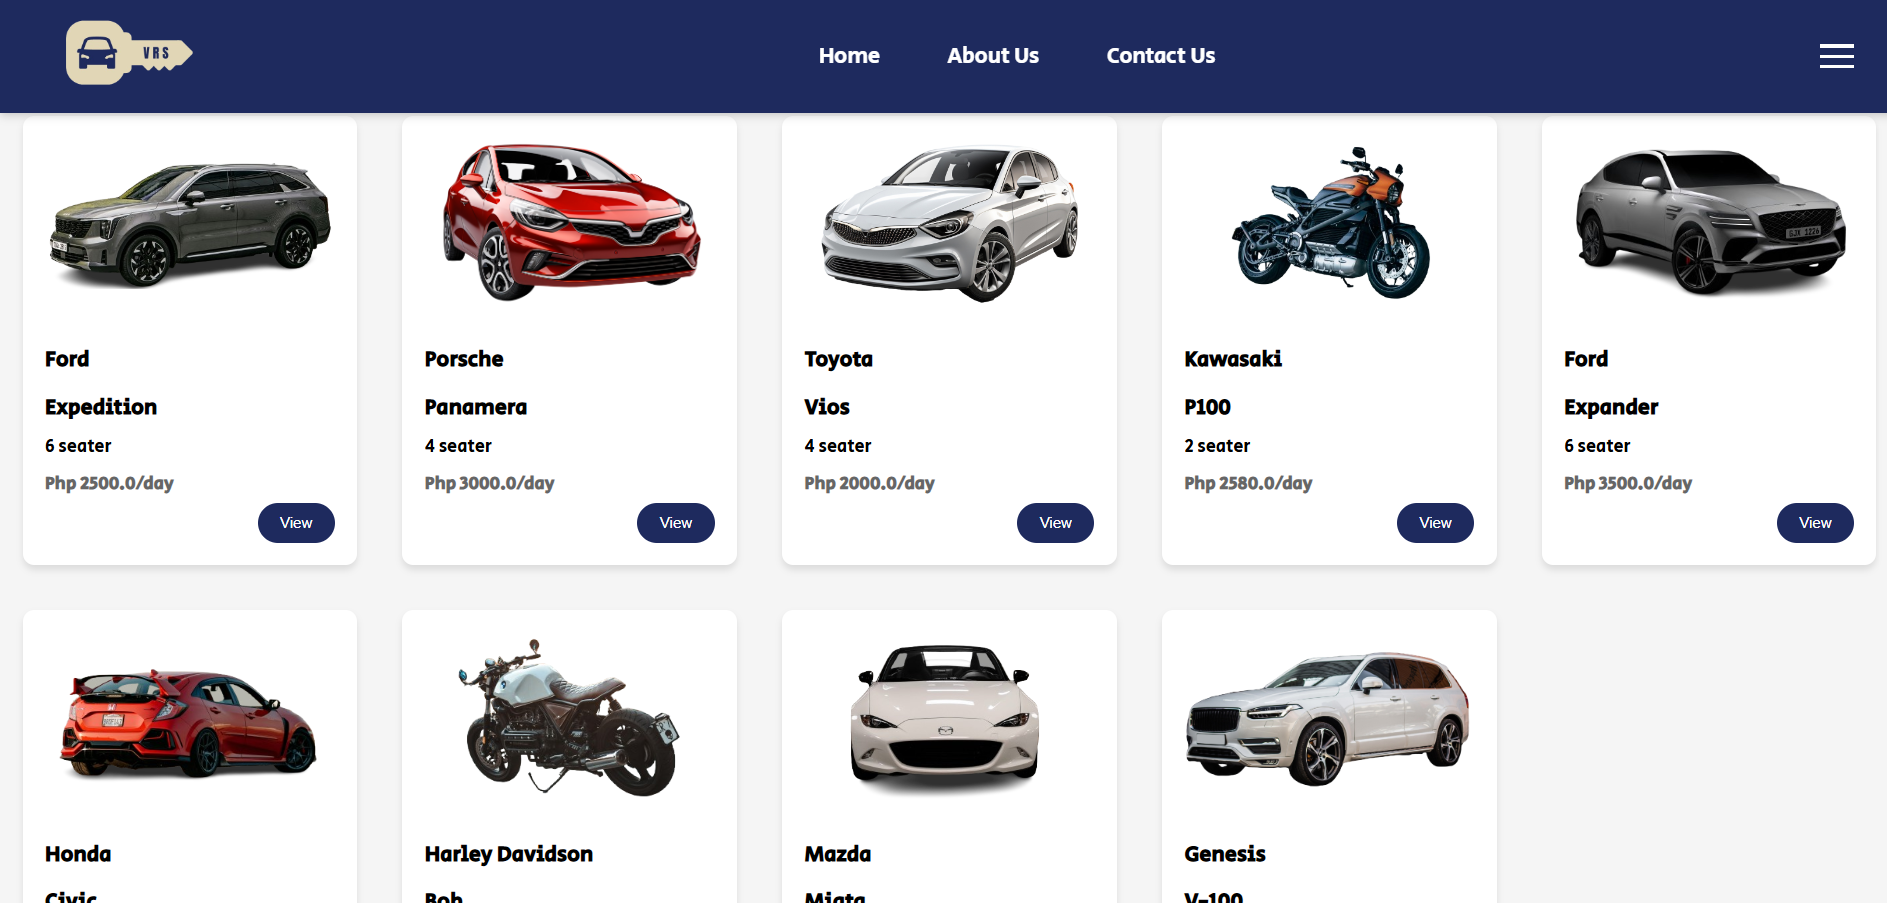 VRS
Home
About Us
Contact Us
Ford
Expedition
6 seater
Php 2500.0/day
View
Porsche
Panamera
4 seater
Php 3000.0/day
View
Toyota
Vios
4 seater
Php 2000.0/day
View
Kawasaki
P100
2 seater
Php 2580.0/day
View
GJX 1226
Ford
Expander
6 seater
Php 3500.0/day
View
Honda
Civic
Harley Davidson
Bob
Mazda
Miata
Genesis
V-100